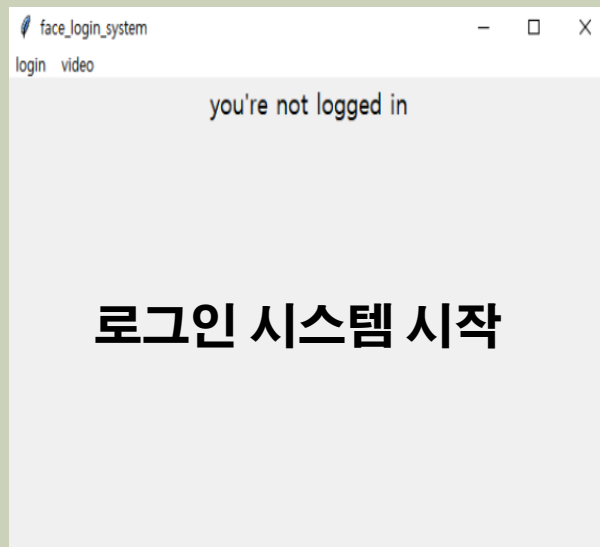 face_login_system
login video
you're not logged in
로그인 시스템 시작